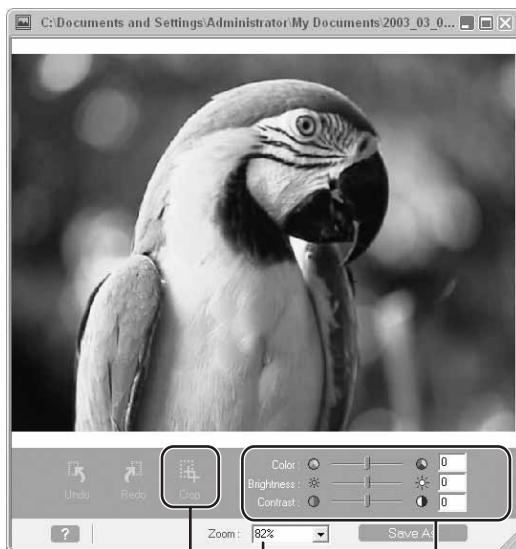 C:\Documents and Settings\Administrator\My Documents\2003_03_0...
Color :
0
Brightness :
0
Contrast :
0
Undo
Redo
Crop
?
Zoom :
82%
Save As